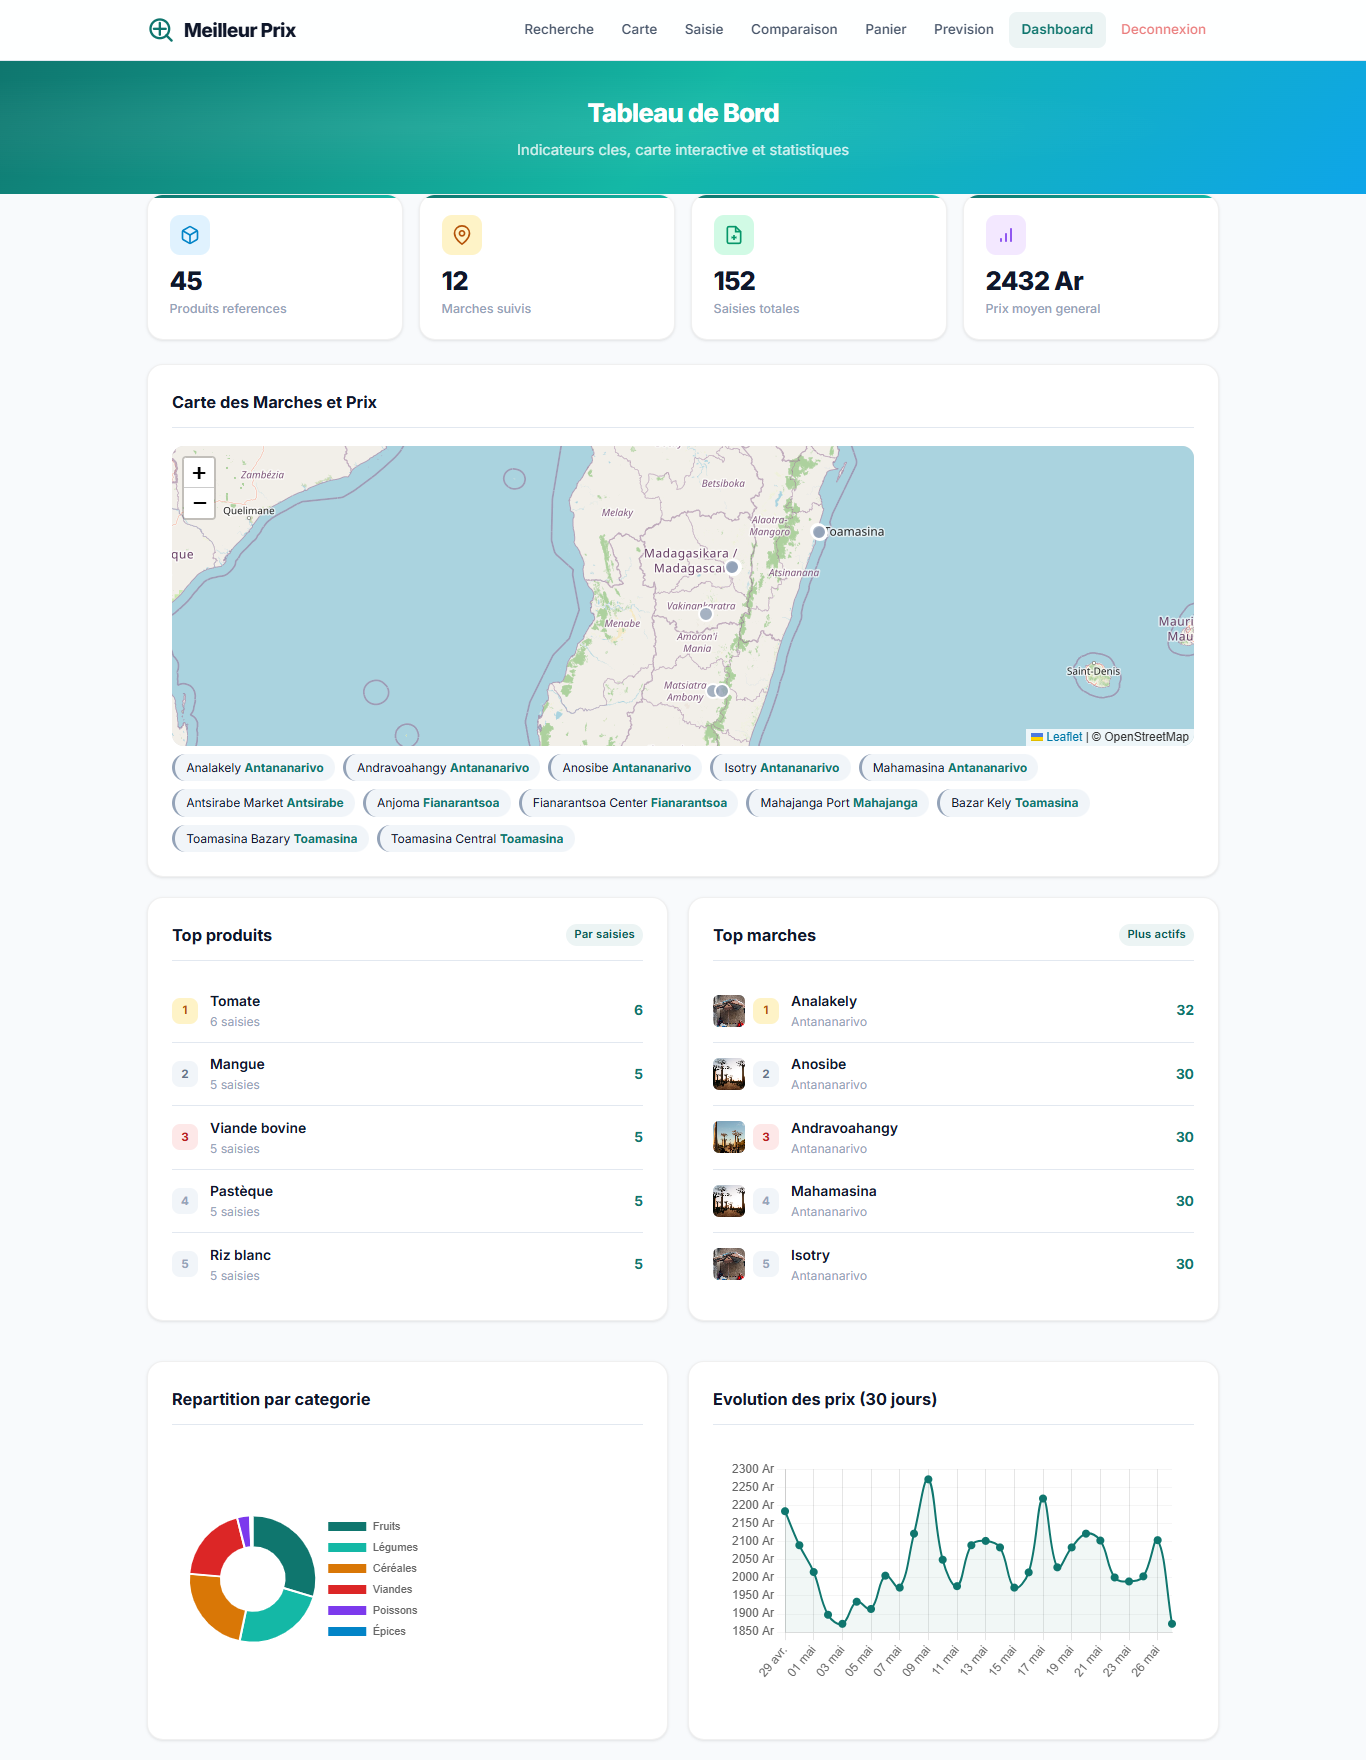 Meilleur Prix
Recherche Carte Saisie Comparaison Panier Prevision Dashboard Deconnexion
Tableau de Bord
Indicateurs cles, carte interactive et statistiques
45
Produits references
12
Marches suivis
152
Saisies totales
2432 Ar
Prix moyen general
Carte des Marches et Prix
+
−
Zambézia
Quelimane
que
Betsiboka
Melaky
Alaotra-
Mangoro
Toamasina
Madagasikara /
Madagascar
Atsinanana
Vakinankaratra
Menabe
Amoron'i
Mania
Matsiatra
Ambony
Mauri
Mau
Saint-Denis
Leaflet | © OpenStreetMap
Analakely Antananarivo
Andravoahangy Antananarivo
Anosibe Antananarivo
Isotry Antananarivo
Mahamasina Antananarivo
Antsirabe Market Antsirabe
Anjoma Fianarantsoa
Fianarantsoa Center Fianarantsoa
Mahajanga Port Mahajanga
Bazar Kely Toamasina
Toamasina Bazary Toamasina
Toamasina Central Toamasina
Top produits
Par saisies
1 Tomate 6
6 saisies
2 Mangue 5
5 saisies
3 Viande bovine 5
5 saisies
4 Pastèque 5
5 saisies
5 Riz blanc 5
5 saisies
Top marches
Plus actifs
1 Analakely 32
Antananarivo
2 Anosibe 30
Antananarivo
3 Andravoahangy 30
Antananarivo
4 Mahamasina 30
Antananarivo
5 Isotry 30
Antananarivo
Repartition par categorie
Fruits
Légumes
Céréales
Viandes
Poissons
Épices
Evolution des prix (30 jours)
2300 Ar
2250 Ar
2200 Ar
2150 Ar
2100 Ar
2050 Ar
2000 Ar
1950 Ar
1900 Ar
1850 Ar
29 avr. 01 mai 03 mai 05 mai 07 mai 09 mai 11 mai 13 mai 15 mai 17 mai 19 mai 21 mai 23 mai 26 mai